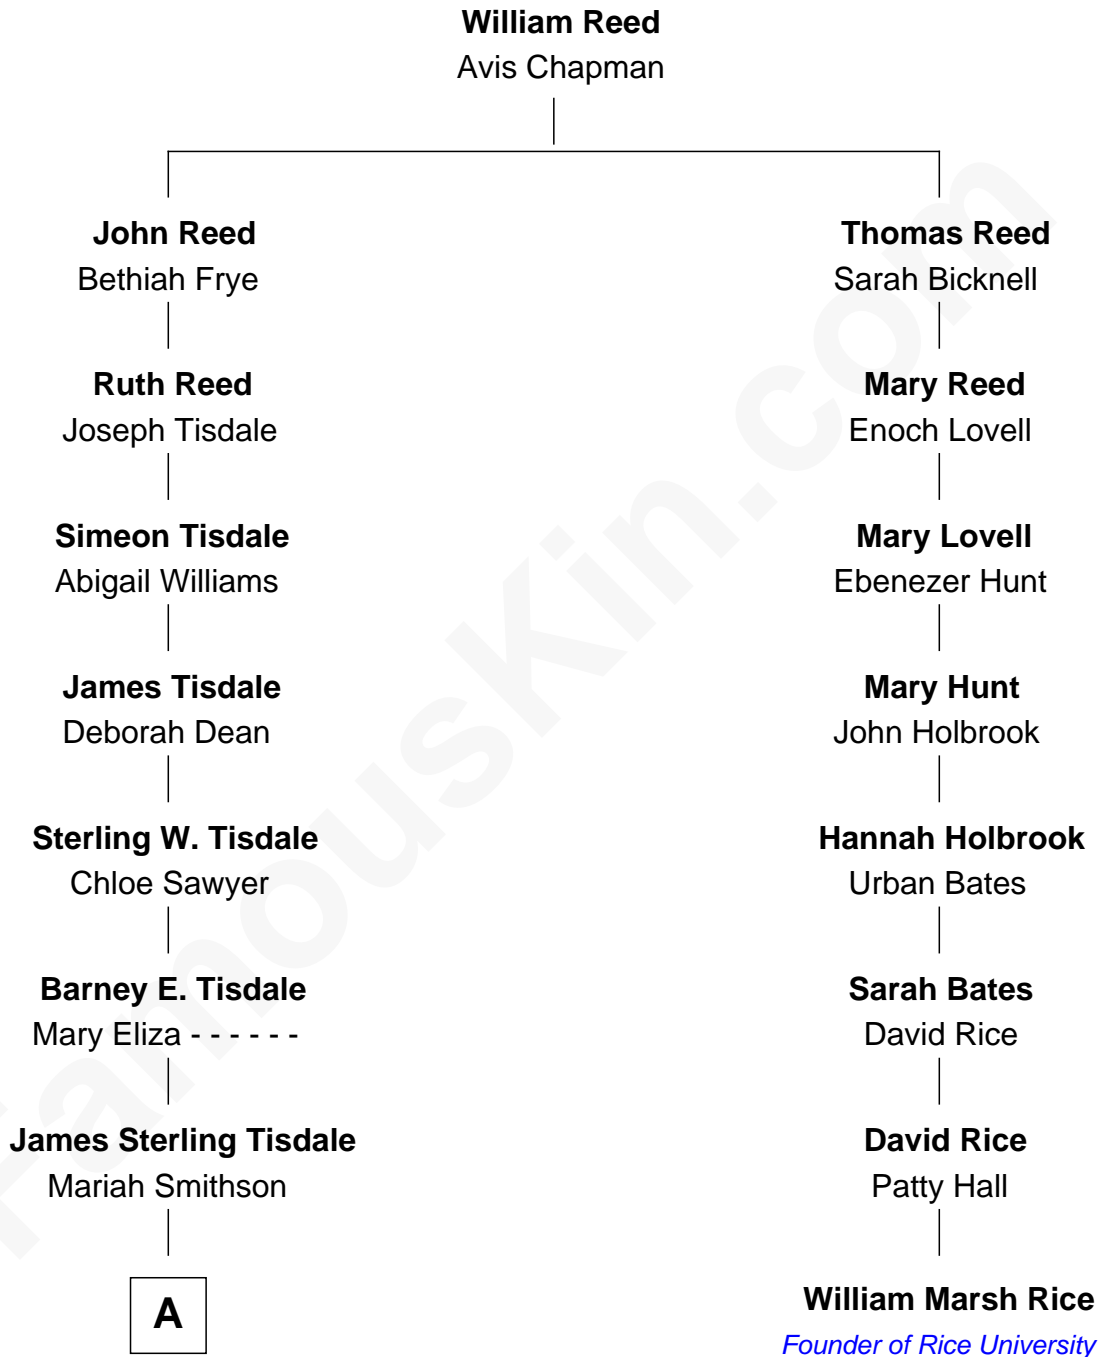 William Reed
Avis Chapman
John Reed
Bethiah Frye
Ruth Reed
Joseph Tisdale
Simeon Tisdale
Abigail Williams
James Tisdale
Deborah Dean
Sterling W. Tisdale
Chloe Sawyer
Barney E. Tisdale
Mary Eliza - - - - - -
James Sterling Tisdale
Mariah Smithson
A
Thomas Reed
Sarah Bicknell
Mary Reed
Enoch Lovell
Mary Lovell
Ebenezer Hunt
Mary Hunt
John Holbrook
Hannah Holbrook
Urban Bates
Sarah Bates
David Rice
David Rice
Patty Hall
William Marsh Rice
Founder of Rice University
FamousKin.com